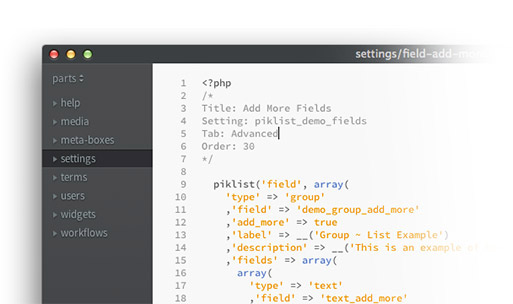 settings/field-add-mo
parts
help
media
meta-boxes
settings
terms
users
widgets
workflows
1 <?php
2 /*
3 Title: Add More Fields
4 Setting: piklist_demo_fields
5 Tab: Advanced
6 Order: 30
7 */
8
9 piklist('field', array(
10 'type' => 'group'
11 ,'field' => 'demo_group_add_more'
12 ,'add_more' => true
13 ,'label' => __('Group ~ List Example')
14 ,'description' => __('This is an example of
15 ,'fields' => array(
16 array(
17 'type' => 'text'
18 ,'field' => 'text_add_more'